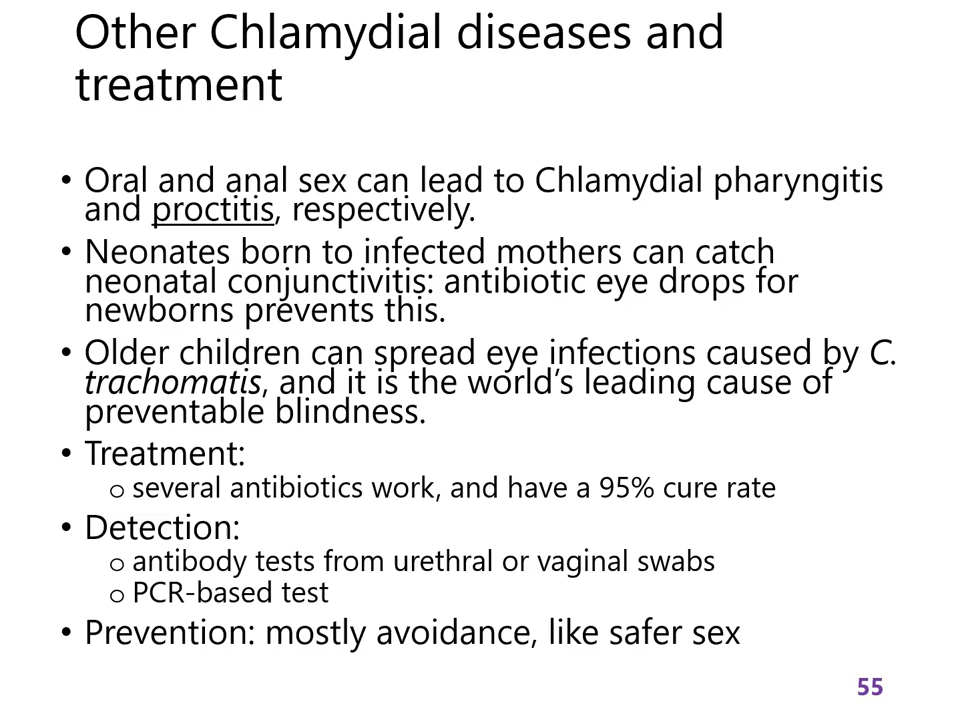 Other Chlamydial diseases and
treatment
• Oral and anal sex can lead to Chlamydial pharyngitis
and proctitis, respectively.
• Neonates born to infected mothers can catch
neonatal conjunctivitis: antibiotic eye drops for
newborns prevents this.
• Older children can spread eye infections caused by C.
trachomatis, and it is the world’s leading cause of
preventable blindness.
• Treatment:
o several antibiotics work, and have a 95% cure rate
• Detection:
o antibody tests from urethral or vaginal swabs
o PCR-based test
• Prevention: mostly avoidance, like safer sex
55